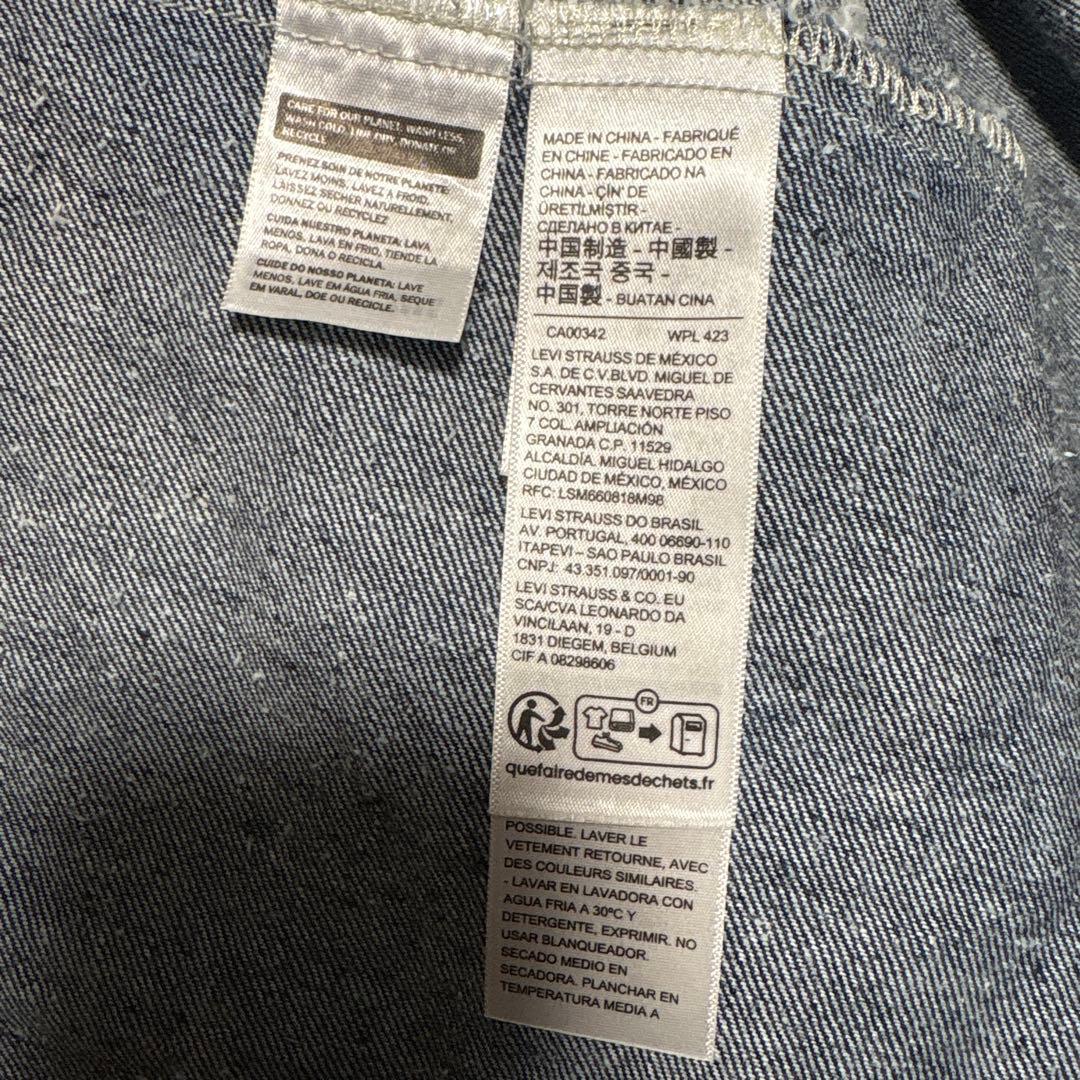 CARE FOR OUR PLANET: WASH LESS,
WASH COLD, LINE DRY, DONATE OR
RECYCLE
PRENEZ SOIN DE NOTRE PLANÈTE:
LAVEZ MOINS, LAVEZ À FROID,
LAISSEZ SÉCHER NATURELLEMENT,
DONNEZ OU RECYCLEZ
CUIDA NUESTRO PLANETA: LAVA
MENOS, LAVA EN FRIO, TIENDE LA
ROPA, DONA O RECICLA.
CUIDE DO NOSSO PLANETA: LAVE
MENOS, LAVE EM ÁGUA FRIA, SEQUE
EM VARAL, DOE OU RECICLE.
MADE IN CHINA - FABRIQUÉ
EN CHINE - FABRICADO EN
CHINA - FABRICADO NA
CHINA - ÇİN' DE
ÜRETİLMİŞTİR -
СДЕЛАНО В КИТАЕ -
中国制造 - 中國製 -
제조국 중국 -
中国製 - BUATAN CINA
CA00342 WPL 423
LEVI STRAUSS DE MÉXICO
S.A. DE C.V.BLVD. MIGUEL DE
CERVANTES SAAVEDRA
NO. 301, TORRE NORTE PISO
7 COL. AMPLIACIÓN
GRANADA C.P. 11529
ALCALDÍA. MIGUEL HIDALGO
CIUDAD DE MÉXICO, MÉXICO
RFC: LSM660818M98
LEVI STRAUSS DO BRASIL
AV. PORTUGAL, 400 06690-110
ITAPEVI – SAO PAULO BRASIL
CNPJ: 43.351.097/0001-90
LEVI STRAUSS & CO. EU
SCA/CVA LEONARDO DA
VINCILAAN, 19 - D
1831 DIEGEM, BELGIUM
CIF A 08298606
FR
quefairedemesdechets.fr
POSSIBLE. LAVER LE
VETEMENT RETOURNE, AVEC
DES COULEURS SIMILAIRES.
- LAVAR EN LAVADORA CON
AGUA FRIA A 30ºC Y
DETERGENTE, EXPRIMIR. NO
USAR BLANQUEADOR.
SECADO MEDIO EN
SECADORA. PLANCHAR EN
TEMPERATURA MEDIA A